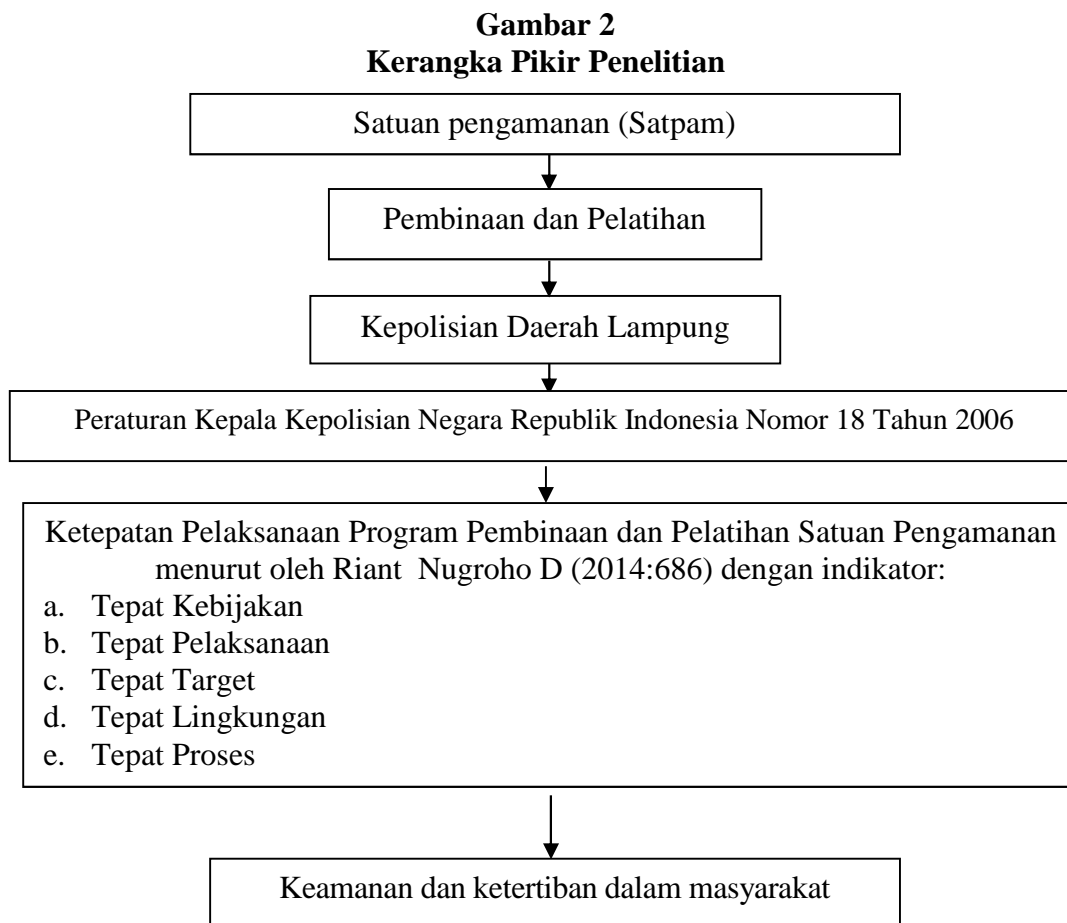 Gambar 2
Kerangka Pikir Penelitian
Satuan pengamanan (Satpam)
Pembinaan dan Pelatihan
Kepolisian Daerah Lampung
Peraturan Kepala Kepolisian Negara Republik Indonesia Nomor 18 Tahun 2006
Ketepatan Pelaksanaan Program Pembinaan dan Pelatihan Satuan Pengamanan
menurut oleh Riant Nugroho D (2014:686) dengan indikator:
a. Tepat Kebijakan
b. Tepat Pelaksanaan
c. Tepat Target
d. Tepat Lingkungan
e. Tepat Proses
Keamanan dan ketertiban dalam masyarakat